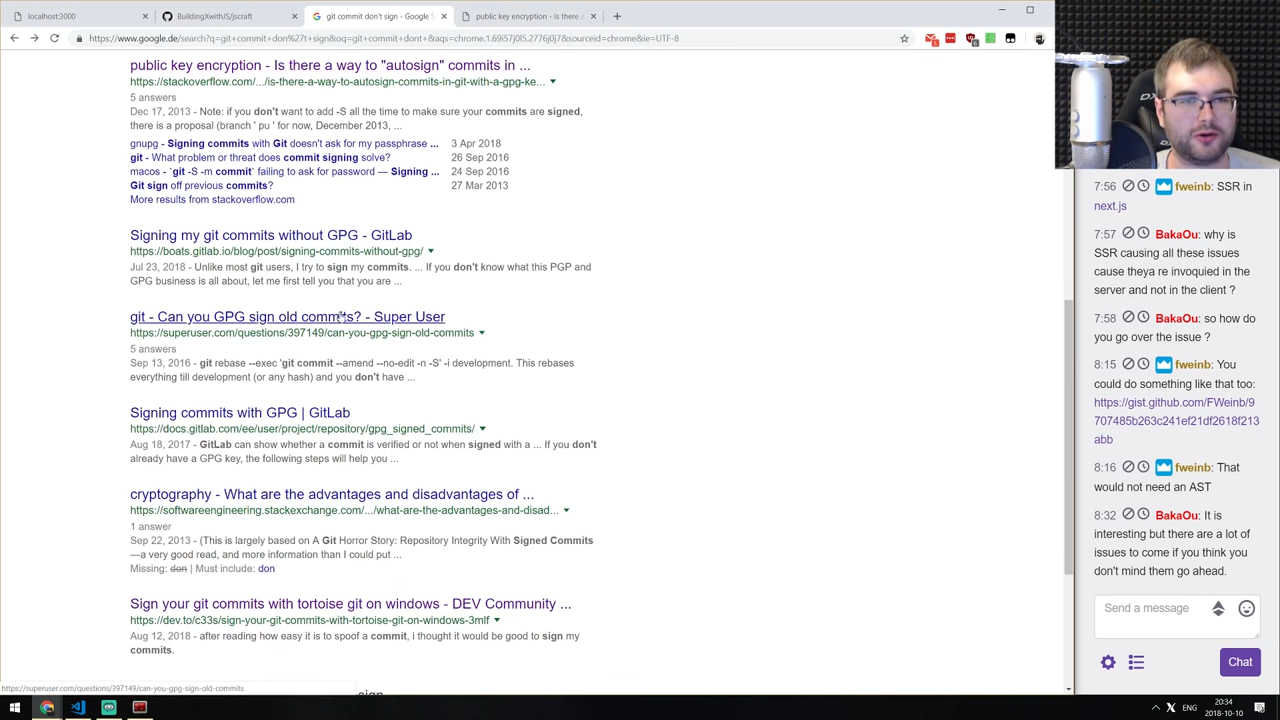 localhost:3000
BuildingXwithJS/jscraft
git commit don't sign - Google S
public key encryption - Is there a
https://www.google.de/search?q=git+commit+don%27t+sign&oq=git+commit+dont+&aqs=chrome.1.69i57j0l5.2776j0j7&sourceid=chrome&ie=UTF-8
public key encryption - Is there a way to "autosign" commits in ...
https://stackoverflow.com/.../is-there-a-way-to-autosign-commits-in-git-with-a-gpg-ke...
5 answers
Dec 17, 2013 - Note: if you don't want to add -S all the time to make sure your commits are signed,
there is a proposal (branch ' pu ' for now, December 2013, ...
gnupg - Signing commits with Git doesn't ask for my passphrase ... 3 Apr 2018
git - What problem or threat does commit signing solve? 26 Sep 2016
macos - `git -S -m commit` failing to ask for password — Signing ... 24 Sep 2016
Git sign off previous commits? 27 Mar 2013
More results from stackoverflow.com
Signing my git commits without GPG - GitLab
https://boats.gitlab.io/blog/post/signing-commits-without-gpg/
Jul 23, 2018 - Unlike most git users, I try to sign my commits. ... If you don't know what this PGP and
GPG business is all about, let me first tell you that you are ...
git - Can you GPG sign old commits? - Super User
https://superuser.com/questions/397149/can-you-gpg-sign-old-commits
5 answers
Sep 13, 2016 - git rebase --exec 'git commit --amend --no-edit -n -S' -i development. This rebases
everything till development (or any hash) and you don't have ...
Signing commits with GPG | GitLab
https://docs.gitlab.com/ee/user/project/repository/gpg_signed_commits/
Aug 18, 2017 - GitLab can show whether a commit is verified or not when signed with a ... If you don't
already have a GPG key, the following steps will help you ...
cryptography - What are the advantages and disadvantages of ...
https://softwareengineering.stackexchange.com/.../what-are-the-advantages-and-disad...
1 answer
Sep 22, 2013 - (This is largely based on A Git Horror Story: Repository Integrity With Signed Commits
—a very good read, and more information than I could put ...
Missing: don | Must include: don
Sign your git commits with tortoise git on windows - DEV Community ...
https://dev.to/c33s/sign-your-git-commits-with-tortoise-git-on-windows-3mlf
Aug 12, 2018 - after reading how easy it is to spoof a commit, i thought it would be good to sign my
commits.
https://superuser.com/questions/397149/can-you-gpg-sign-old-commits
sign
7:56 fweinb: SSR in
next.js
7:57 BakaOu: why is
SSR causing all these issues
cause theya re invoquied in the
server and not in the client ?
7:58 BakaOu: so how do
you go over the issue ?
8:15 fweinb: You
could do something like that too:
https://gist.github.com/FWeinb/9
707485b263c241ef21df2618f213
abb
8:16 fweinb: That
would not need an AST
8:32 BakaOu: It is
interesting but there are a lot of
issues to come if you think you
don't mind them go ahead.
Send a message
Chat
ENG
20:34
2018-10-10